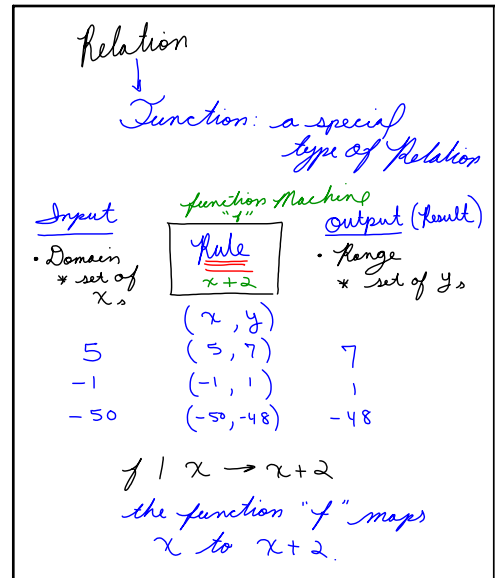 Relation
Function: a special
type of Relation
function Machine
"f"
Input
Output (Result)
Rule
x+2
• Domain
* set of
xs
• Range
* set of ys
(x, y)
5 (5, 7) 7
-1 (-1, 1) 1
-50 (-50, -48) -48
f | x → x+2
the function "f" maps
x to x+2.